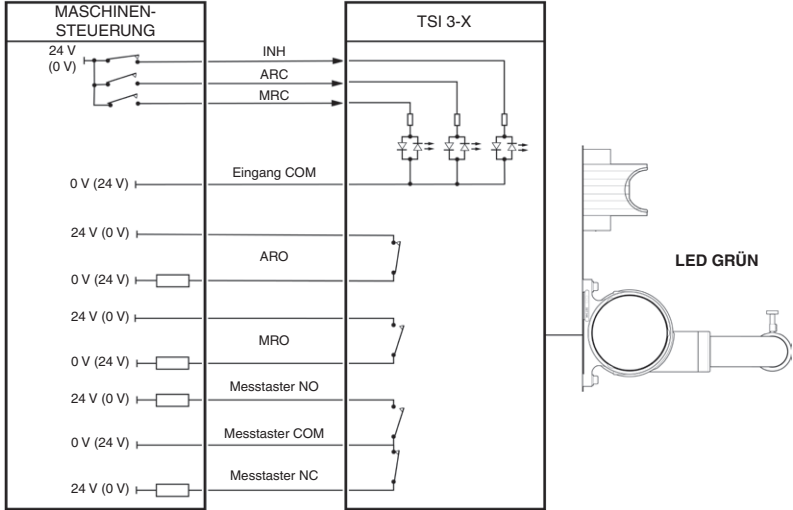 MASCHINEN-
STEUERUNG
TSI 3-X
24 V
(0 V)
INH
ARC
MRC
0 V (24 V)
Eingang COM
24 V (0 V)
ARO
0 V (24 V)
24 V (0 V)
MRO
0 V (24 V)
Messtaster NO
24 V (0 V)
Messtaster COM
0 V (24 V)
Messtaster NC
24 V (0 V)
LED GRÜN